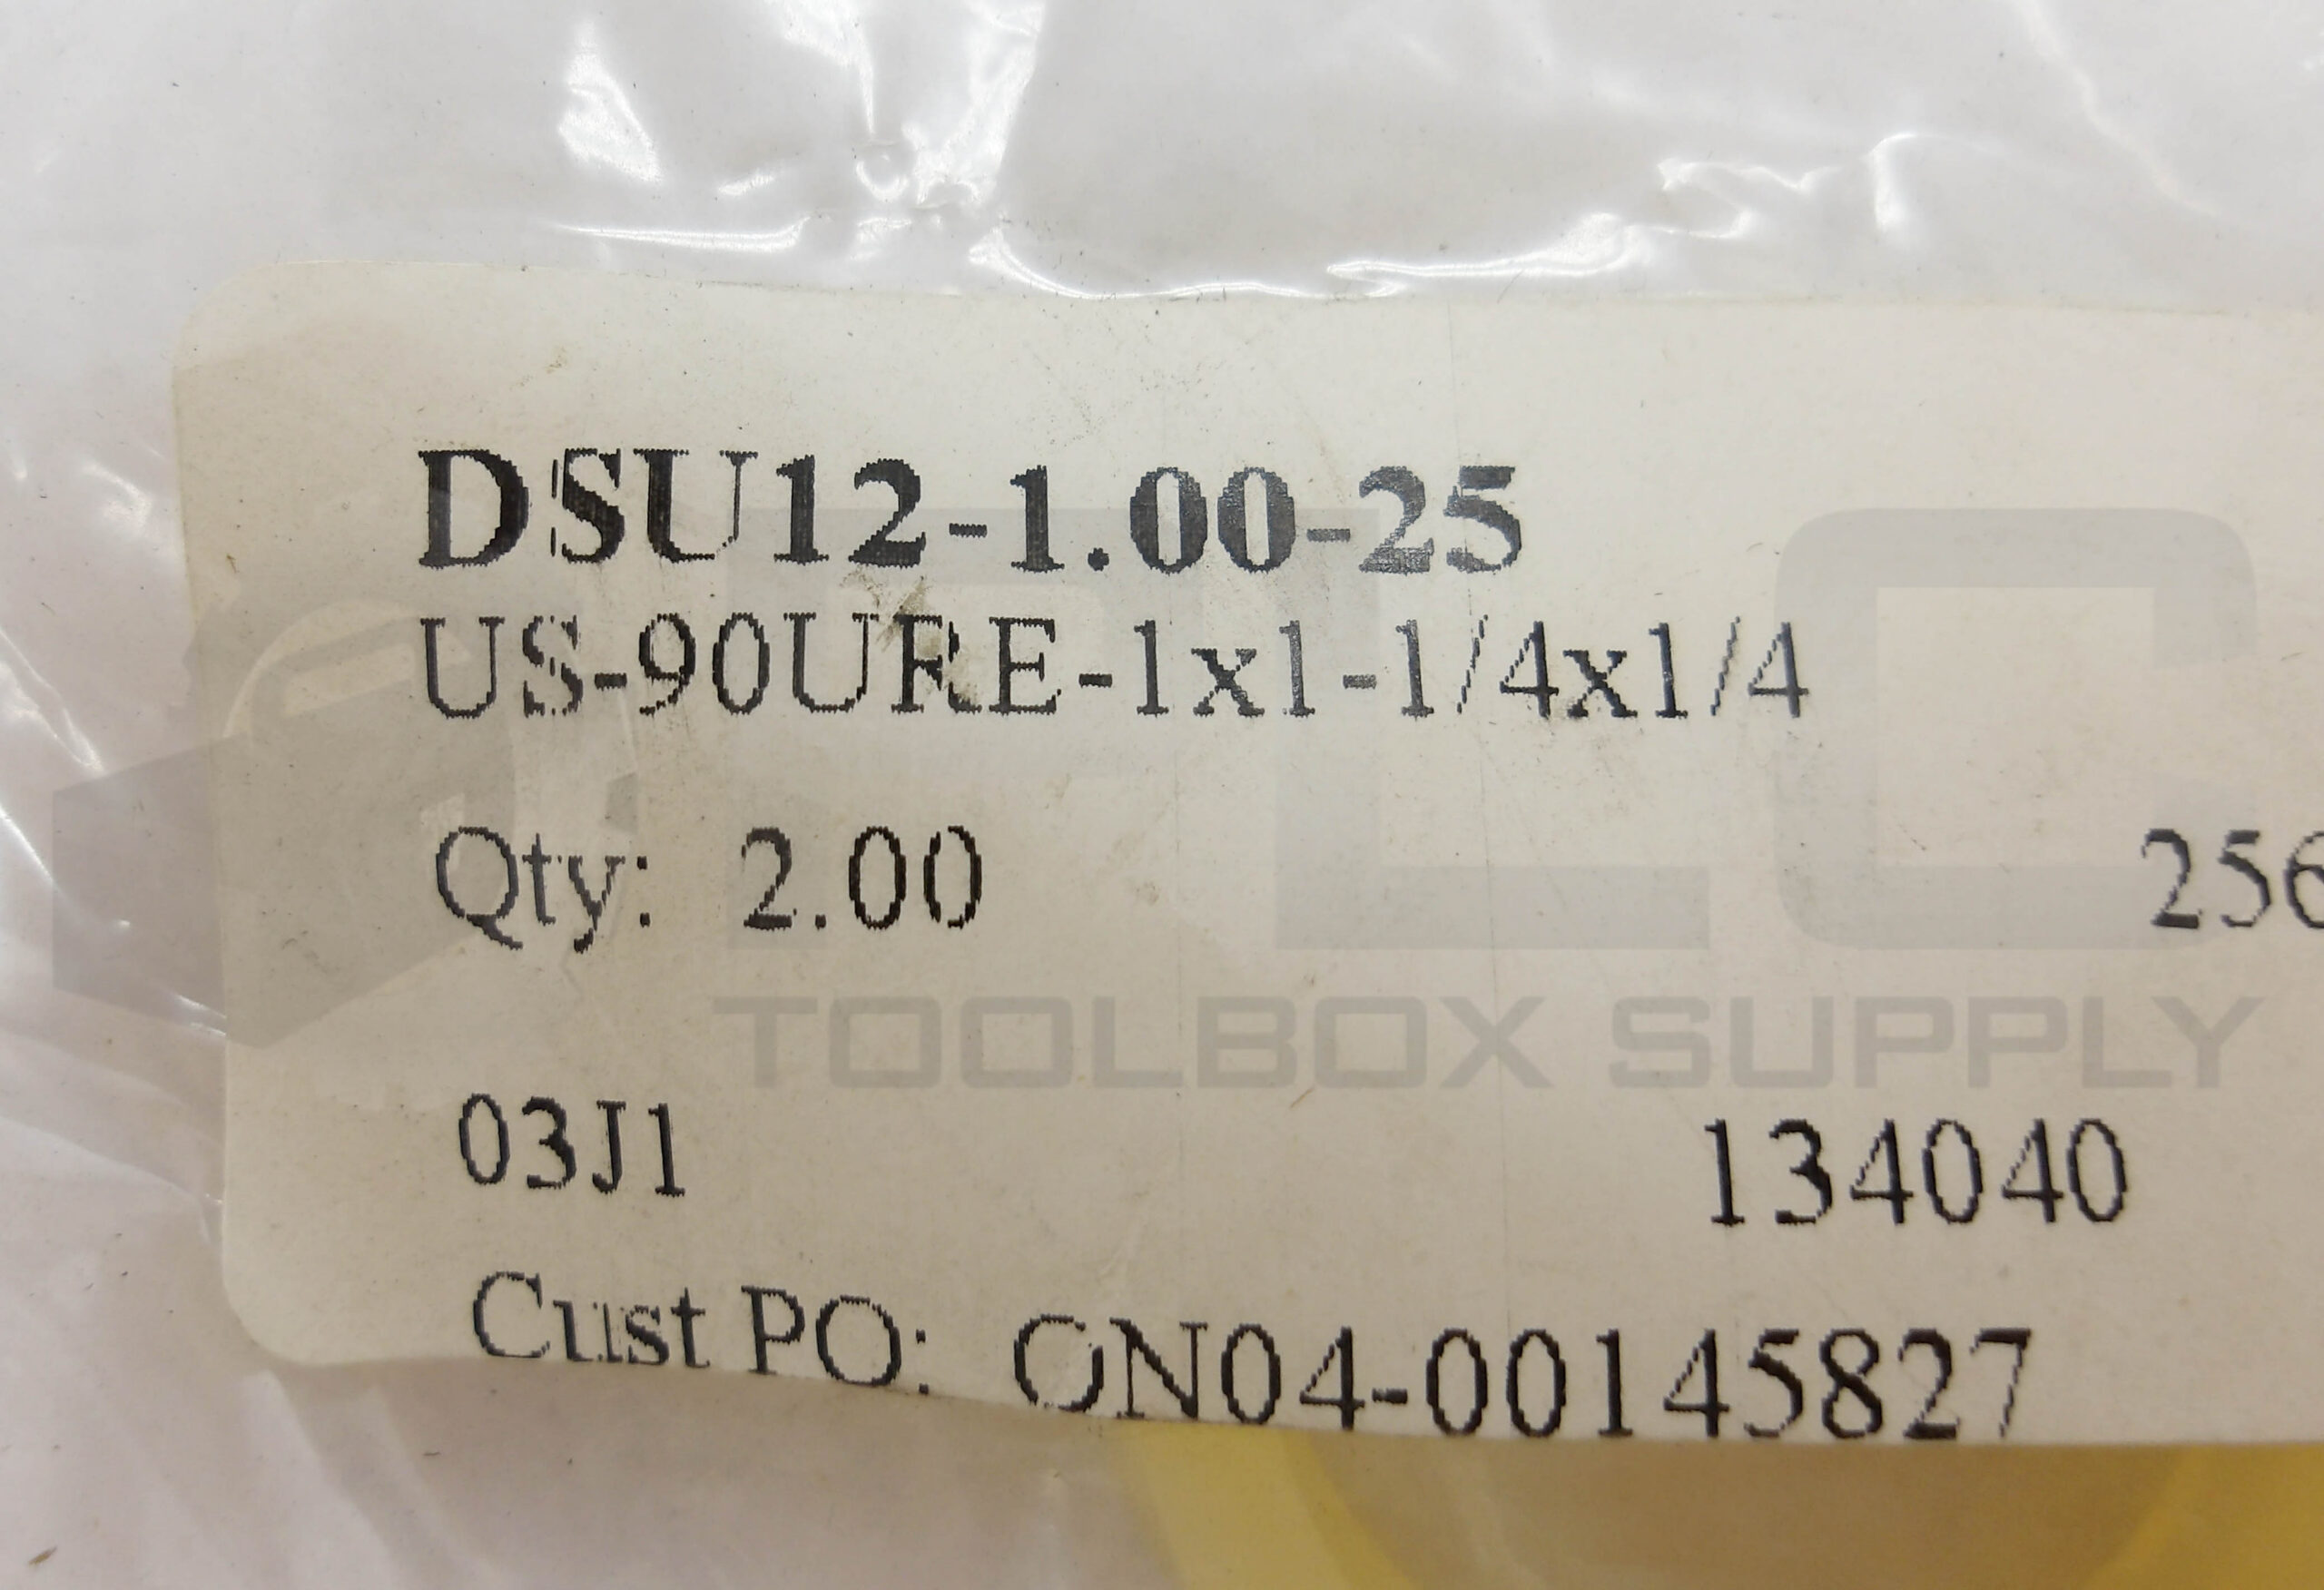 DSU12-1.00-25
US-90URE-1x1-1/4x1/4
Qty: 2.00 256
03J1 134040
Cust PO: ON04-00145827
PLC
TOOLBOX SUPPLY